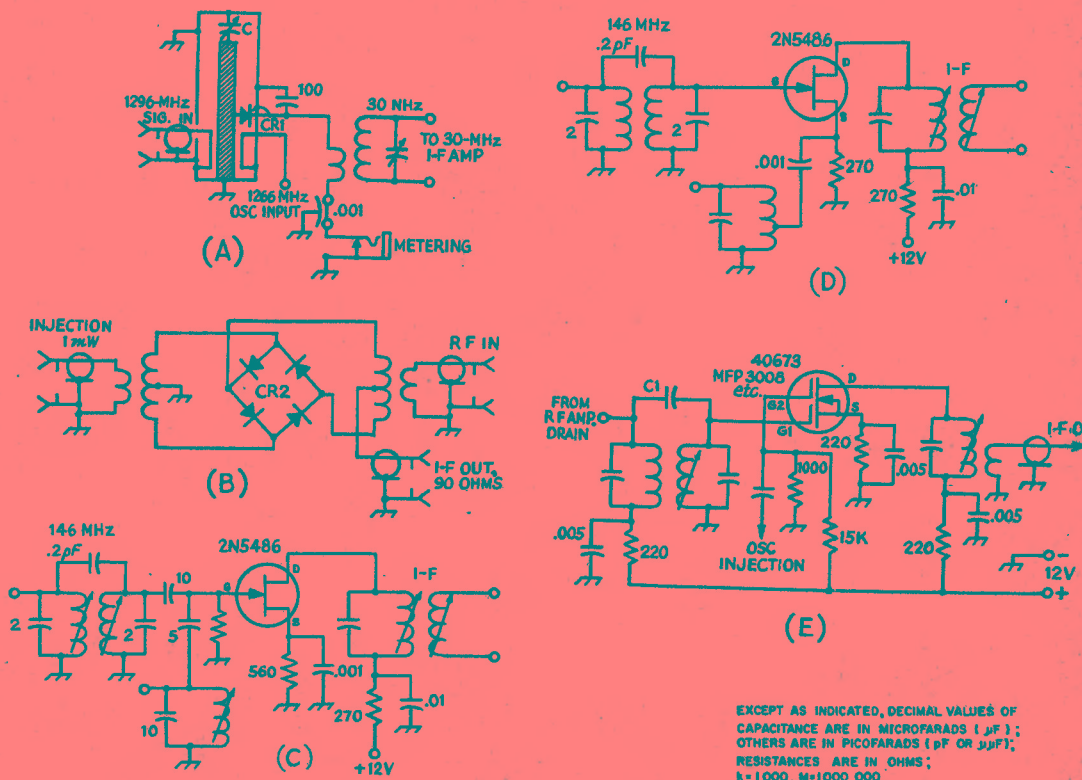 C
100
1296-MHz
SIG. IN
CR1
30 NHz
TO 30-MHz
I-F AMP
1266 MHz
OSC INPUT
.001
METERING
(A)
INJECTION
1 mW
CR2
RF IN
I-F OUT,
90 OHMS
(B)
146 MHz
.2pF
10
2N5486
G
D
S
I-F
2
2
5
560
.001
270
.01
10
+12V
(C)
146 MHz
.2pF
2N5486
G
D
S
I-F
2
2
.001
270
270
.01
+12V
(D)
40673
MFP3008
etc.
C1
FROM
RF AMP.
DRAIN
G2
G1
D
S
220
.005
1000
I-F O
.005
220
OSC
INJECTION
15K
220
.005
-
12V
+
(E)
EXCEPT AS INDICATED, DECIMAL VALUES OF
CAPACITANCE ARE IN MICROFARADS ( µF ) ;
OTHERS ARE IN PICOFARADS ( pF OR µµF);
RESISTANCES ARE IN OHMS ;
k=1000, M=1000 000